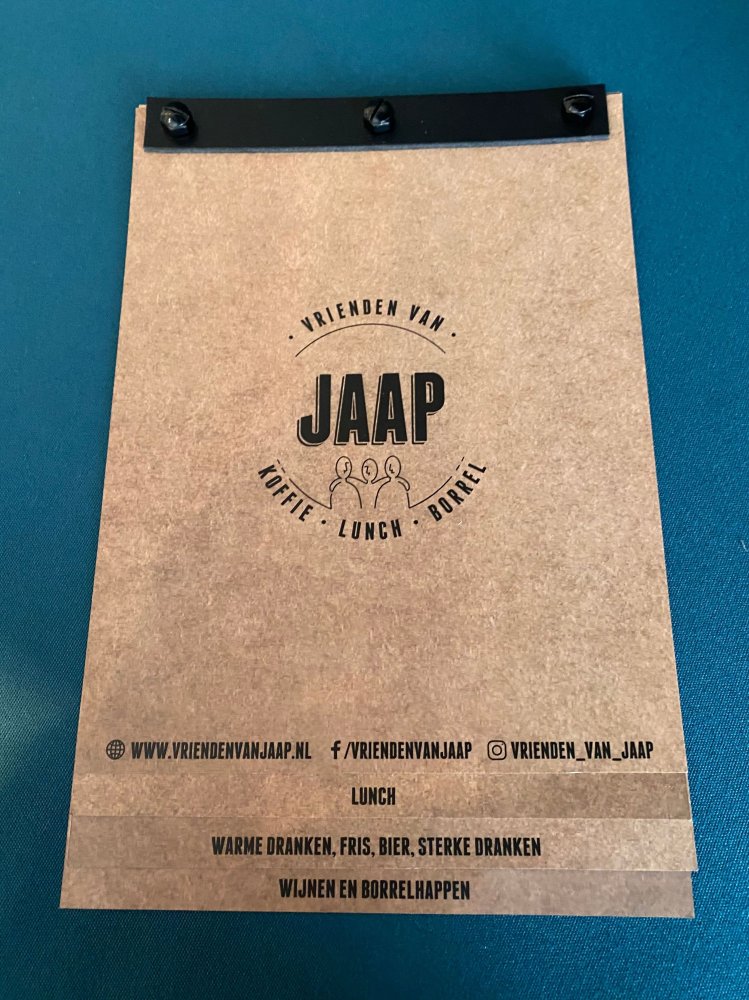 • VRIENDEN VAN •
JAAP
KOFFIE • LUNCH • BORREL
WWW.VRIENDENVANJAAP.NL f/VRIENDENVANJAAP VRIENDEN_VAN_JAAP
LUNCH
WARME DRANKEN, FRIS, BIER, STERKE DRANKEN
WIJNEN EN BORRELHAPPEN